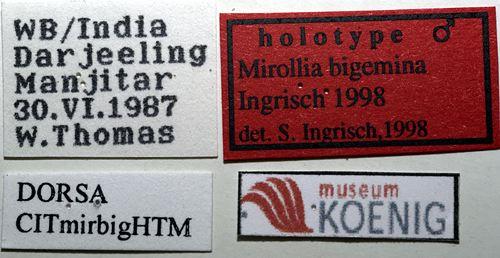 WB/India
Darjeeling
Manjitar
30.VI.1987
W.Thomas
holotype ♂
Mirollia bigemina
Ingrisch 1998
det. S. Ingrisch,1998
DORSA
CITmirbigHTM
museum
KOENIG